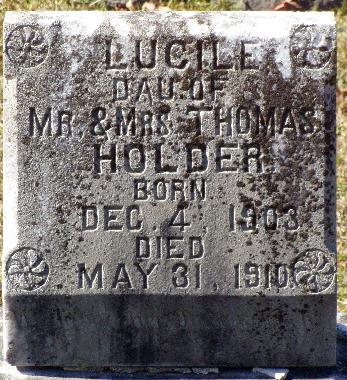 LUCILE
DAU OF
MR. & MRS THOMAS
HOLDER.
BORN
DEC 4, 1903
DIED
MAY 31, 1910.